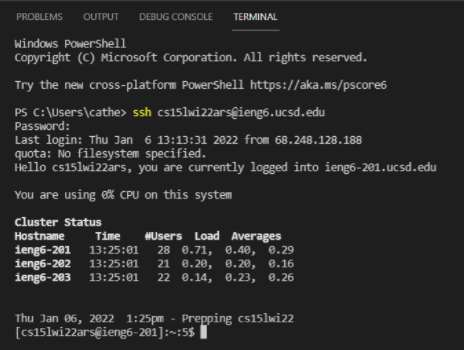 PROBLEMS OUTPUT DEBUG CONSOLE TERMINAL
Windows PowerShell
Copyright (C) Microsoft Corporation. All rights reserved.
Try the new cross-platform PowerShell https://aka.ms/pscore6
PS C:\Users\cathe> ssh cs15lwi22ars@ieng6.ucsd.edu
Password:
Last login: Thu Jan  6 13:13:31 2022 from 68.248.128.188
quota: No filesystem specified.
Hello cs15lwi22ars, you are currently logged into ieng6-201.ucsd.edu
You are using 0% CPU on this system
Cluster Status
Hostname     Time    #Users  Load  Averages
ieng6-201   13:25:01   28  0.71,  0.40,  0.29
ieng6-202   13:25:01   21  0.20,  0.20,  0.16
ieng6-203   13:25:01   22  0.14,  0.23,  0.26
Thu Jan 06, 2022  1:25pm - Prepping cs15lwi22
[cs15lwi22ars@ieng6-201]:~:5$